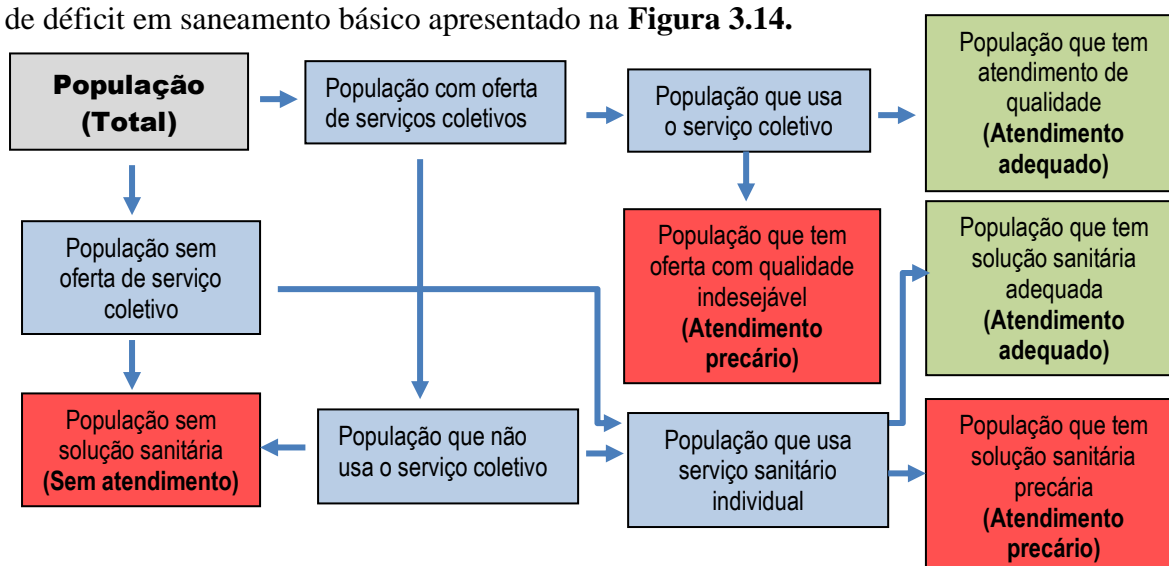 de déficit em saneamento básico apresentado na Figura 3.14.
População
(Total)
População com oferta
de serviços coletivos
População que usa
o serviço coletivo
População que tem
atendimento de
qualidade
(Atendimento
adequado)
População sem
oferta de serviço
coletivo
População que tem
oferta com qualidade
indesejável
(Atendimento
precário)
População que tem
solução sanitária
adequada
(Atendimento
adequado)
População sem
solução sanitária
(Sem atendimento)
População que não
usa o serviço coletivo
População que usa
serviço sanitário
individual
População que tem
solução sanitária
precária
(Atendimento
precário)